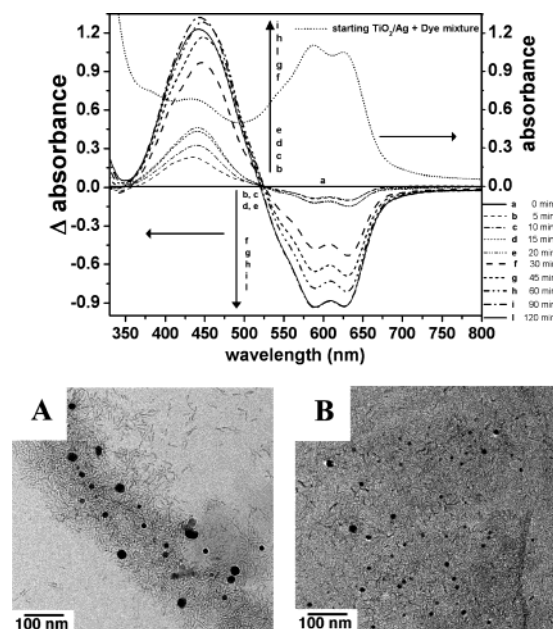 starting TiO2/Ag + Dye mixture
i
h
l
g
f
e
d
c
b
a
b, c
d, e
f
g
h
i
l
1.2
0.9
0.6
0.3
0.0
-0.3
-0.6
-0.9
Δ absorbance
1.2
0.9
0.6
0.3
0.0
absorbance
a 0 min
b 5 min
c 10 min
d 15 min
e 20 min
f 30 min
g 45 min
h 60 min
i 90 min
l 120 min
350 400 450 500 550 600 650 700 750 800
wavelength (nm)
A
B
100 nm
100 nm